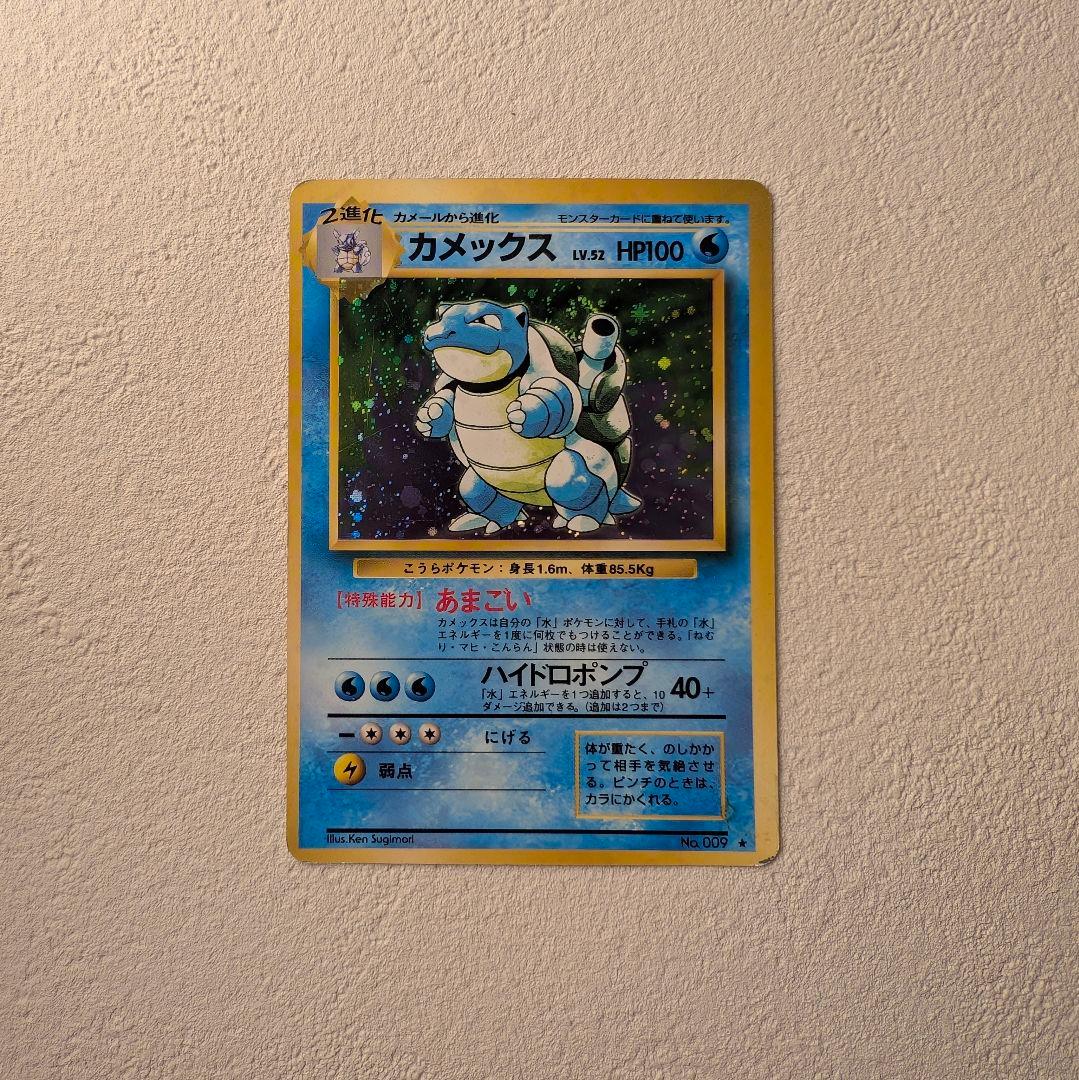 2進化 カメールから進化 モンスターカードに重ねて使います。
カメックス LV.52 HP100
こうらポケモン：身長1.6m、体重85.5Kg
【特殊能力】あまごい
カメックスは自分の「水」ポケモンに対して、手札の「水」
エネルギーを1度に何枚でもつけることができる。「ねむ
り・マヒ・こんらん」状態の時は使えない。
ハイドロポンプ
「水」エネルギーを1つ追加すると、10
ダメージ追加できる。（追加は2つまで）
40+
ー にげる
弱点
体が重たく、のしかか
って相手を気絶させ
る。ピンチのときは、
カラにかくれる。
Illus.Ken Sugimori No. 009 ★